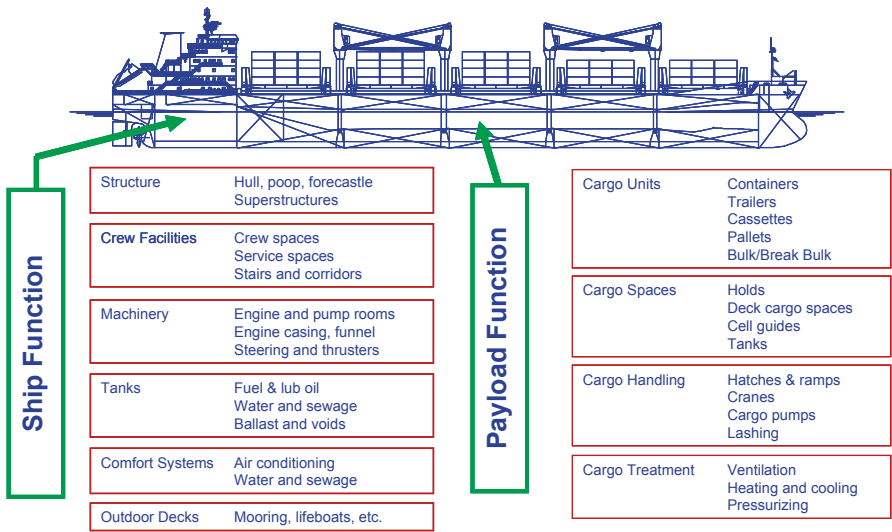 Ship Function
Structure Hull, poop, forecastle
Superstructures
Crew Facilities Crew spaces
Service spaces
Stairs and corridors
Machinery Engine and pump rooms
Engine casing, funnel
Steering and thrusters
Tanks Fuel & lub oil
Water and sewage
Ballast and voids
Comfort Systems Air conditioning
Water and sewage
Outdoor Decks Mooring, lifeboats, etc.
Payload Function
Cargo Units Containers
Trailers
Cassettes
Pallets
Bulk/Break Bulk
Cargo Spaces Holds
Deck cargo spaces
Cell guides
Tanks
Cargo Handling Hatches & ramps
Cranes
Cargo pumps
Lashing
Cargo Treatment Ventilation
Heating and cooling
Pressurizing